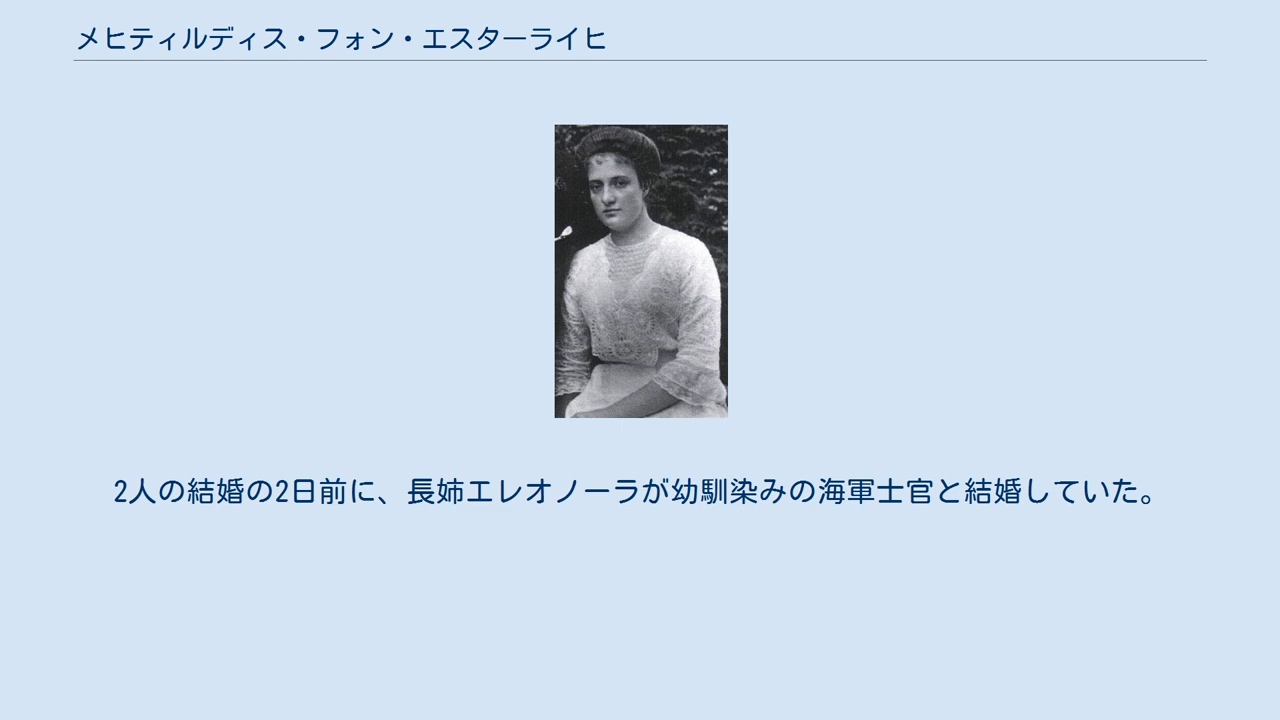 メヒティルディス・フォン・エスターライヒ
2人の結婚の2日前に、長姉エレオノーラが幼馴染みの海軍士官と結婚していた。